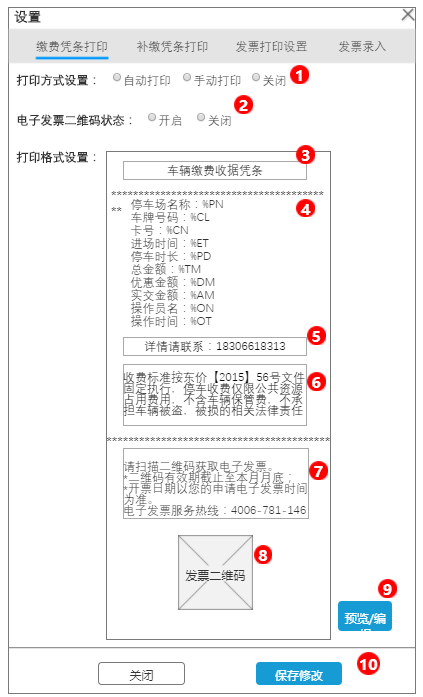 设置
缴费凭条打印 补缴凭条打印 发票打印设置 发票录入
打印方式设置： 自动打印 手动打印 关闭 1
电子发票二维码状态： 开启 关闭 2
打印格式设置：
3
车辆缴费收据凭条
***************************************
** 停车场名称：%PN 4
车牌号码：%CL
卡号：%CN
进场时间：%ET
停车时长：%PD
总金额：%TM
优惠金额：%DM
实交金额：%AM
操作员名：%ON
操作时间：%OT
详情请联系：18306618313 5
收费标准按东价【2015】56号文件 6
固定执行，停车收费仅限公共资源
占用费用，不含车辆保管费，不承
担车辆被盗，被损的相关法律责任
*****************************************
请扫描二维码获取电子发票。 7
*二维码有效期截止至本月月底；
*开票日期以您的申请电子发票时间
为准。
电子发票服务热线：4006-781-146
发票二维码 8
9
预览/编
辑
关闭 保存修改 10